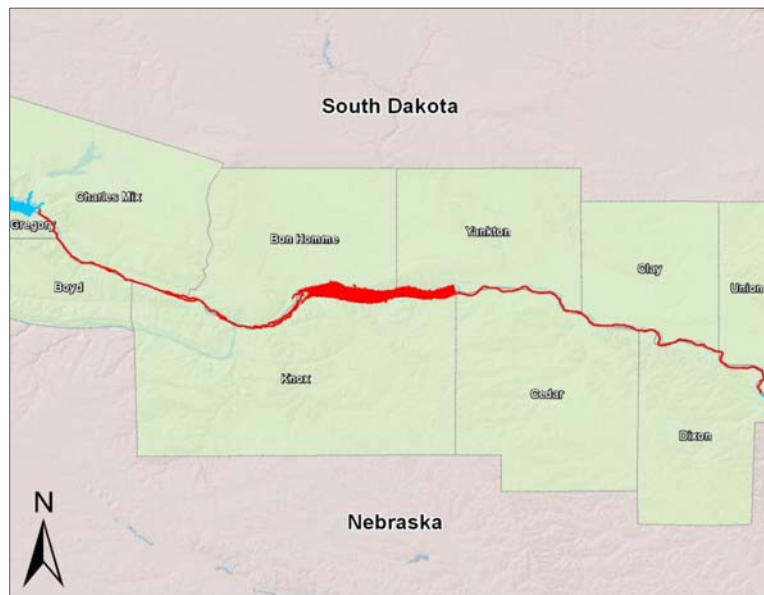 South Dakota
Charles Mix
Gregory
Bon Homme
Yankton
Clay
Union
Boyd
Knox
Cedar
Dixon
N
Nebraska